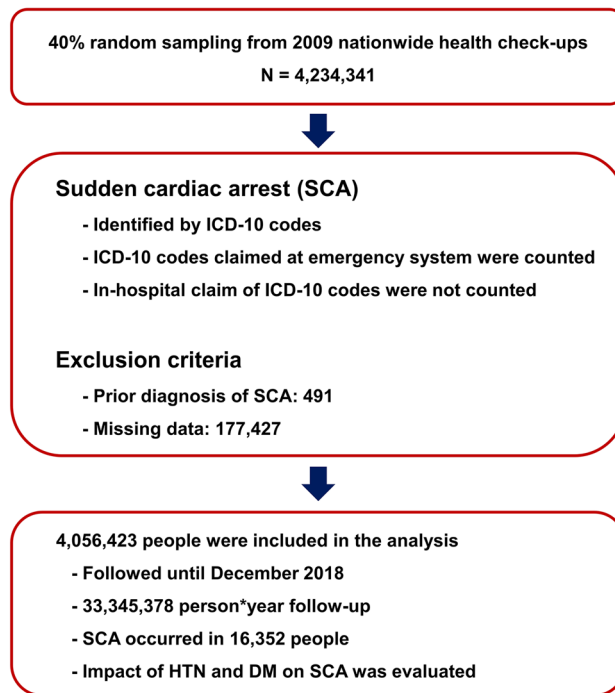 40% random sampling from 2009 nationwide health check-ups
N = 4,234,341
Sudden cardiac arrest (SCA)
- Identified by ICD-10 codes
- ICD-10 codes claimed at emergency system were counted
- In-hospital claim of ICD-10 codes were not counted
Exclusion criteria
- Prior diagnosis of SCA: 491
- Missing data: 177,427
4,056,423 people were included in the analysis
- Followed until December 2018
- 33,345,378 person*year follow-up
- SCA occurred in 16,352 people
- Impact of HTN and DM on SCA was evaluated